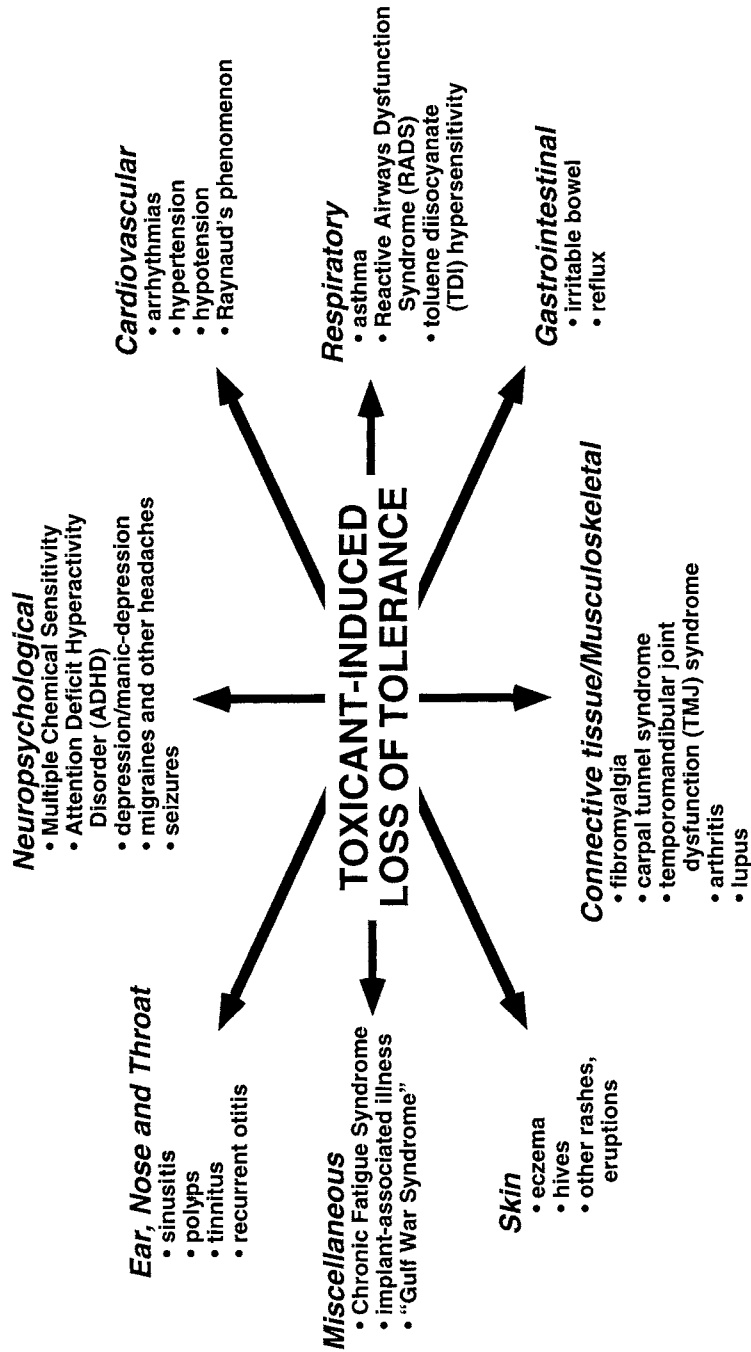 Neuropsychological
• Multiple Chemical Sensitivity
• Attention Deficit Hyperactivity
Disorder (ADHD)
• depression/manic-depression
• migraines and other headaches
• seizures
Ear, Nose and Throat
• sinusitis
• polyps
• tinnitus
• recurrent otitis
Cardiovascular
• arrhythmias
• hypertension
• hypotension
• Raynaud's phenomenon
Miscellaneous
• Chronic Fatigue Syndrome
• implant-associated illness
• "Gulf War Syndrome"
TOXICANT-INDUCED
LOSS OF TOLERANCE
Respiratory
• asthma
• Reactive Airways Dysfunction
Syndrome (RADS)
• toluene diisocyanate
(TDI) hypersensitivity
Skin
• eczema
• hives
• other rashes,
eruptions
Connective tissue/Musculoskeletal
• fibromyalgia
• carpal tunnel syndrome
• temporomandibular joint
dysfunction (TMJ) syndrome
• arthritis
• lupus
Gastrointestinal
• irritable bowel
• reflux